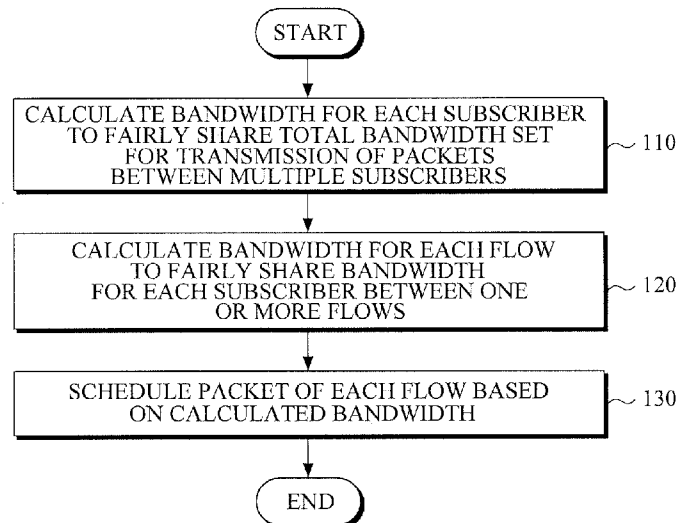 START
CALCULATE BANDWIDTH FOR EACH SUBSCRIBER
TO FAIRLY SHARE TOTAL BANDWIDTH SET
FOR TRANSMISSION OF PACKETS
BETWEEN MULTIPLE SUBSCRIBERS
110
CALCULATE BANDWIDTH FOR EACH FLOW
TO FAIRLY SHARE BANDWIDTH
FOR EACH SUBSCRIBER BETWEEN ONE
OR MORE FLOWS
120
SCHEDULE PACKET OF EACH FLOW BASED
ON CALCULATED BANDWIDTH
130
END